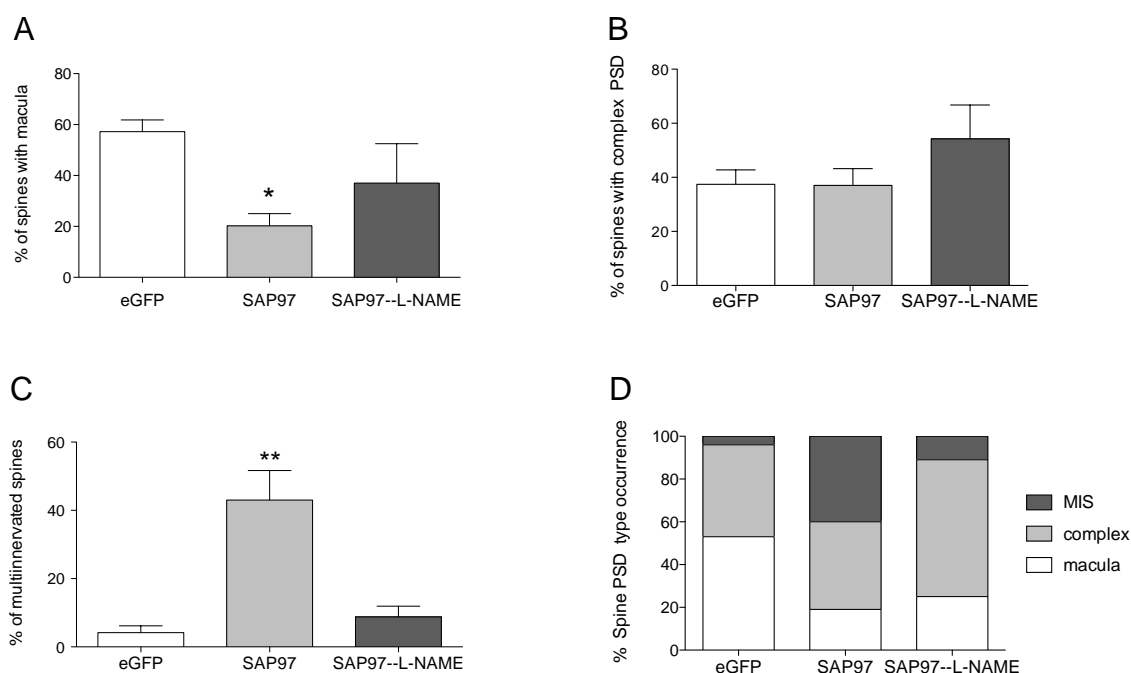 A
% of spines with macula
80
60
40
20
0
*
eGFP
SAP97
SAP97--L-NAME
B
% of spines with complex PSD
80
60
40
20
0
eGFP
SAP97
SAP97--L-NAME
C
% of multiinnervated spines
60
40
20
0
**
eGFP
SAP97
SAP97--L-NAME
D
% Spine PSD type occurrence
100
80
60
40
20
0
eGFP
SAP97
SAP97--L-NAME
MIS
complex
macula